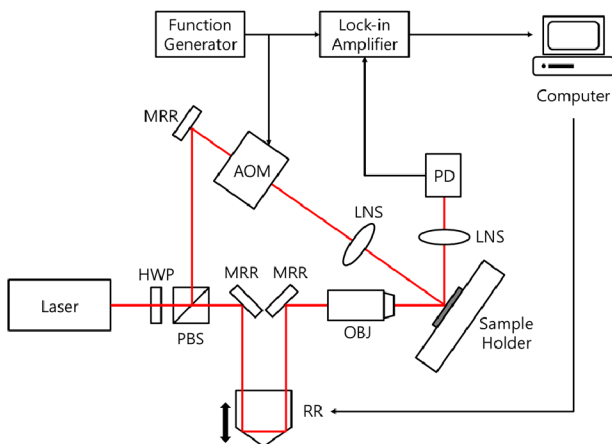 Function
Generator
Lock-in
Amplifier
Computer
MRR
AOM
PD
LNS
LNS
HWP
MRR
MRR
Laser
PBS
OBJ
Sample
Holder
RR